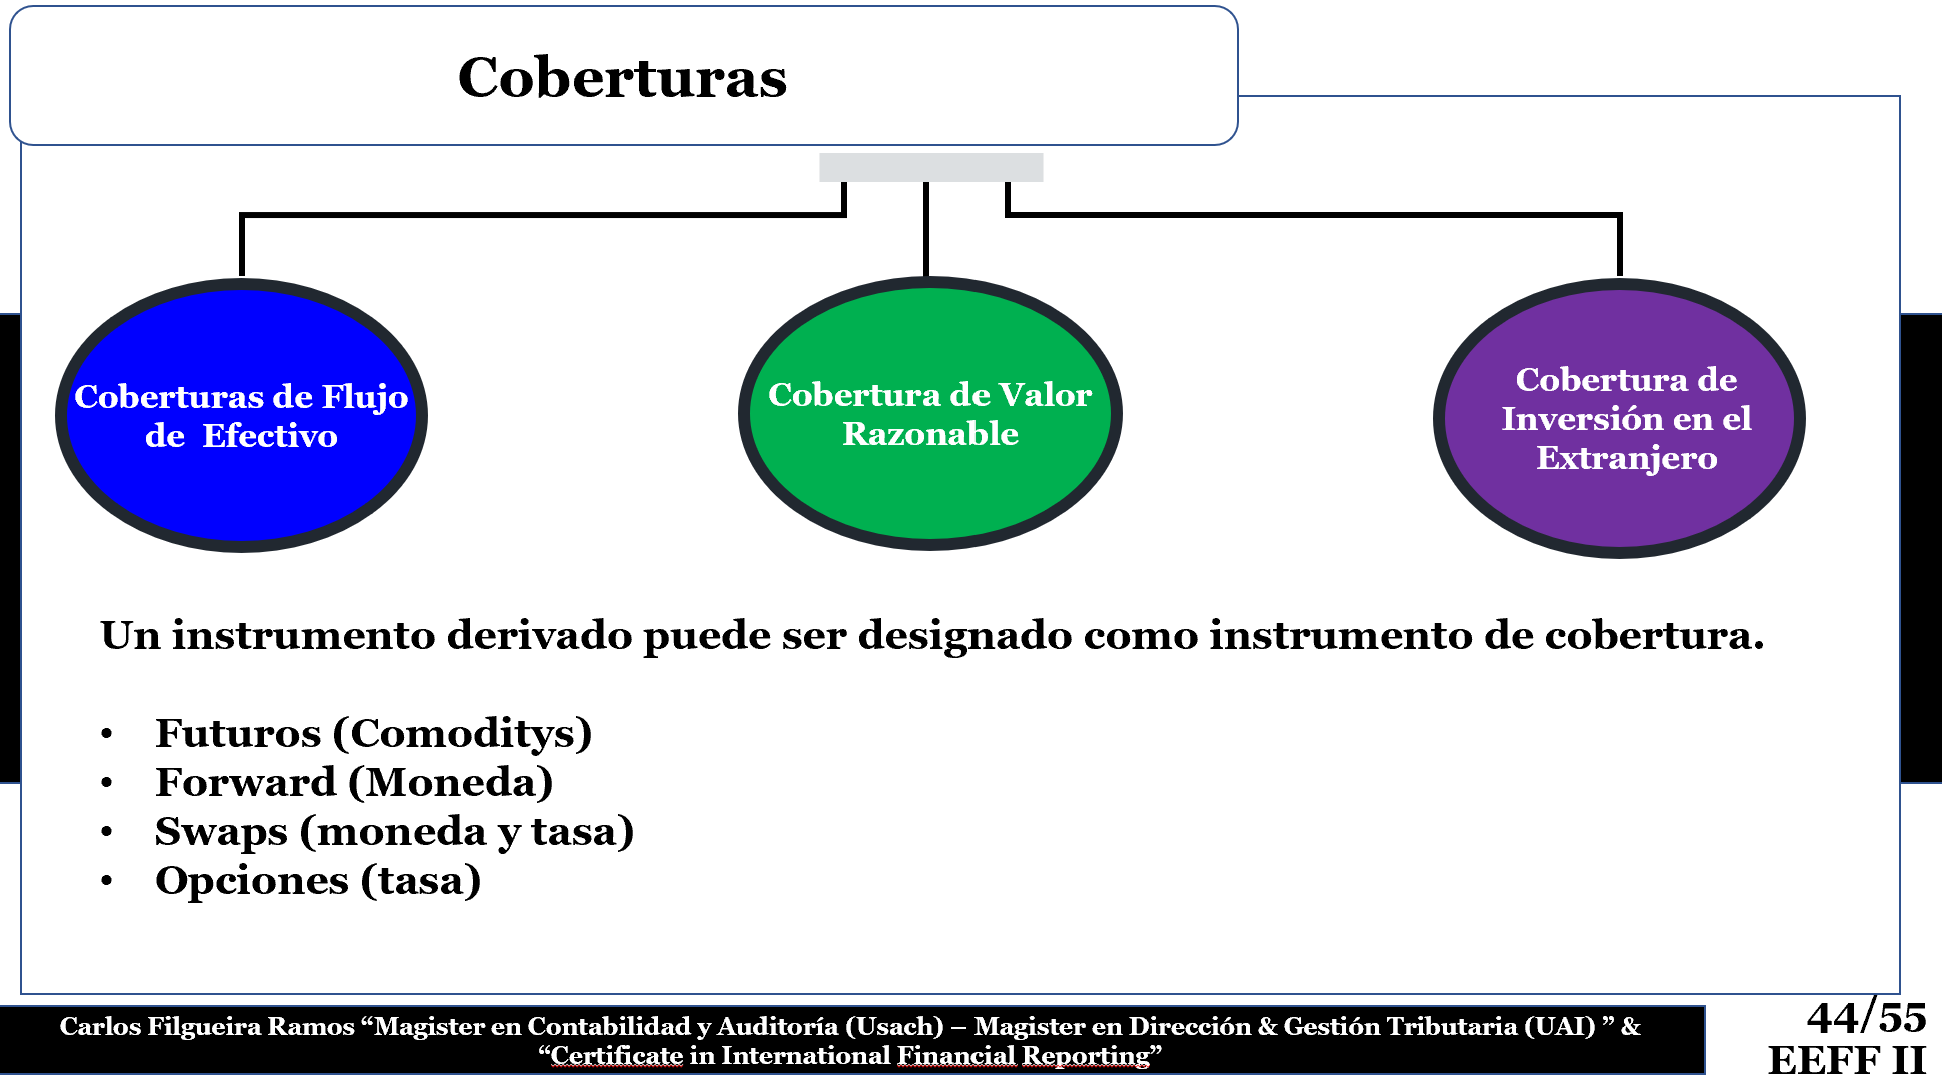 Coberturas
Coberturas de Flujo
de  Efectivo
Cobertura de Valor
Razonable
Cobertura de
Inversión en el
Extranjero
Un instrumento derivado puede ser designado como instrumento de cobertura.
• Futuros (Comoditys)
• Forward (Moneda)
• Swaps (moneda y tasa)
• Opciones (tasa)
Carlos Filgueira Ramos “Magister en Contabilidad y Auditoría (Usach) – Magister en Dirección & Gestión Tributaria (UAI) ” &
“Certificate in International Financial Reporting”
44/55
EEFF II